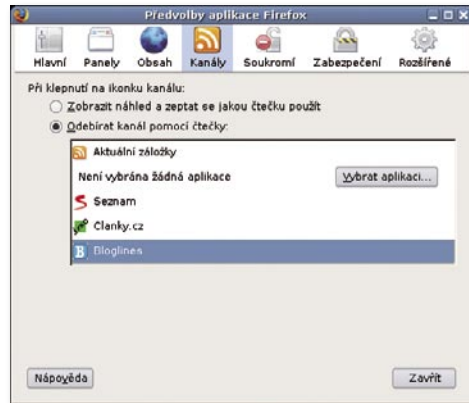 Předvolby aplikace Firefox
Hlavní Panely Obsah Kanály Soukromí Zabezpečení Rozšířené
Při klepnutí na ikonku kanálu:
Zobrazit náhled a zeptat se jakou čtečku použít
Odebírat kanál pomocí čtečky:
Aktuální záložky
Není vybrána žádná aplikace Vybrat aplikaci...
Seznam
Clanky.cz
Bloglines
Nápověda Zavřít